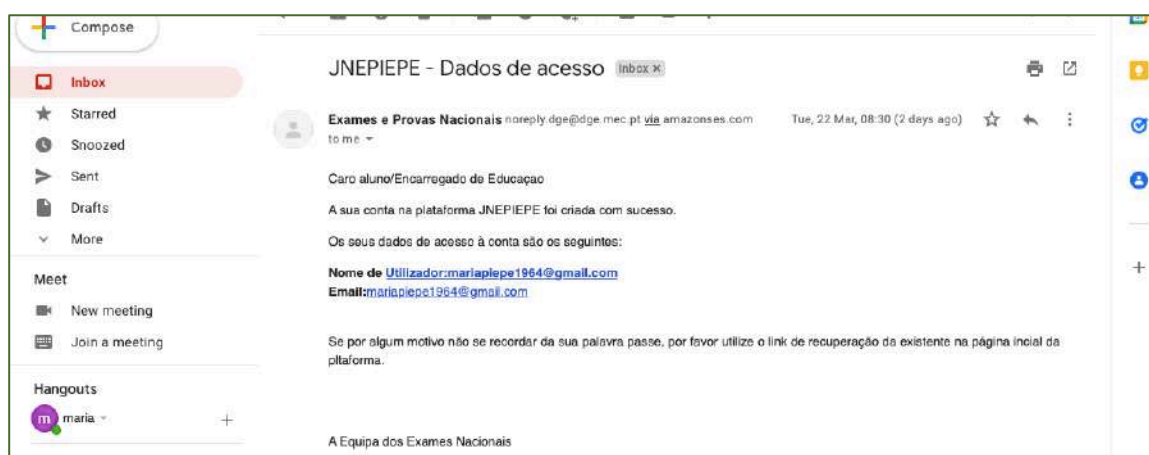 Compose
Inbox
Starred
Snoozed
Sent
Drafts
More
Meet
New meeting
Join a meeting
Hangouts
m maria
JNEPIEPE - Dados de acesso Inbox x
Exames e Provas Nacionais noreply.dge@dge.mec.pt via amazonses.com Tue, 22 Mar, 08:30 (2 days ago)
to me
Caro aluno/Encarregado de Educaçao
A sua conta na plataforma JNEPIEPE foi criada com sucesso.
Os seus dados de acesso à conta são os seguintes:
Nome de Utilizador:mariapiepe1964@gmail.com
Email:mariapiepe1964@gmail.com
Se por algum motivo não se recordar da sua palavra passe, por favor utilize o link de recuperação da existente na página incial da
pltaforma.
A Equipa dos Exames Nacionais